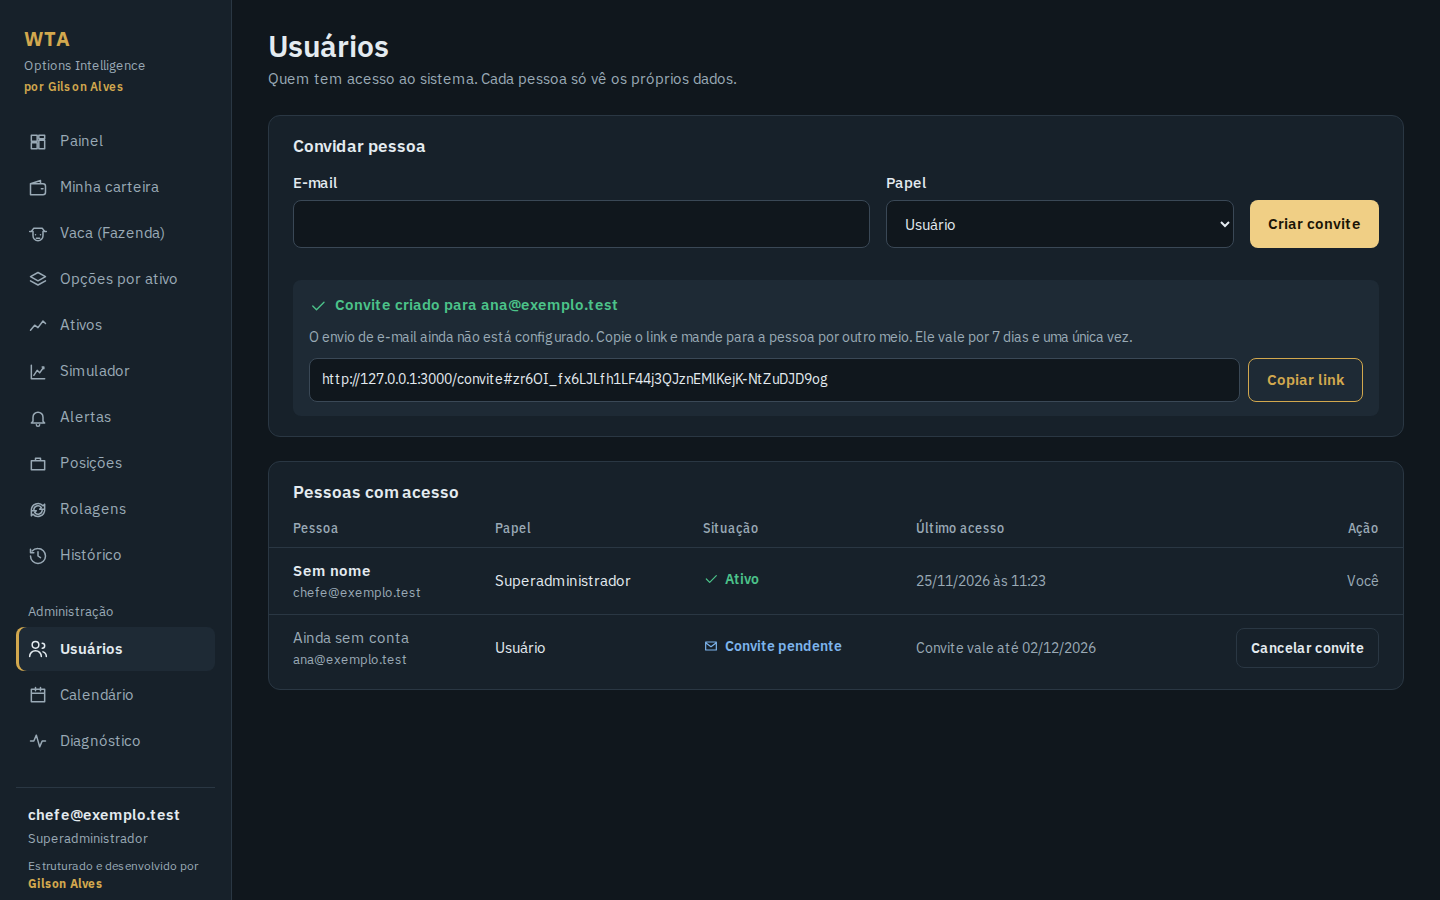 WTA
Options Intelligence
por Gilson Alves
Painel
Minha carteira
Vaca (Fazenda)
Opções por ativo
Ativos
Simulador
Alertas
Posições
Rolagens
Histórico
Administração
Usuários
Calendário
Diagnóstico
chefe@exemplo.test
Superadministrador
Estruturado e desenvolvido por
Gilson Alves
Usuários
Quem tem acesso ao sistema. Cada pessoa só vê os próprios dados.
Convidar pessoa
E-mail Papel
Usuário Criar convite
Convite criado para ana@exemplo.test
O envio de e-mail ainda não está configurado. Copie o link e mande para a pessoa por outro meio. Ele vale por 7 dias e uma única vez.
http://127.0.0.1:3000/convite#zr6OI_fx6LJLfh1LF44j3QJznEMlKejK-NtZuDJD9og Copiar link
Pessoas com acesso
Pessoa Papel Situação Último acesso Ação
Sem nome
chefe@exemplo.test Superadministrador Ativo 25/11/2026 às 11:23 Você
Ainda sem conta
ana@exemplo.test Usuário Convite pendente Convite vale até 02/12/2026 Cancelar convite